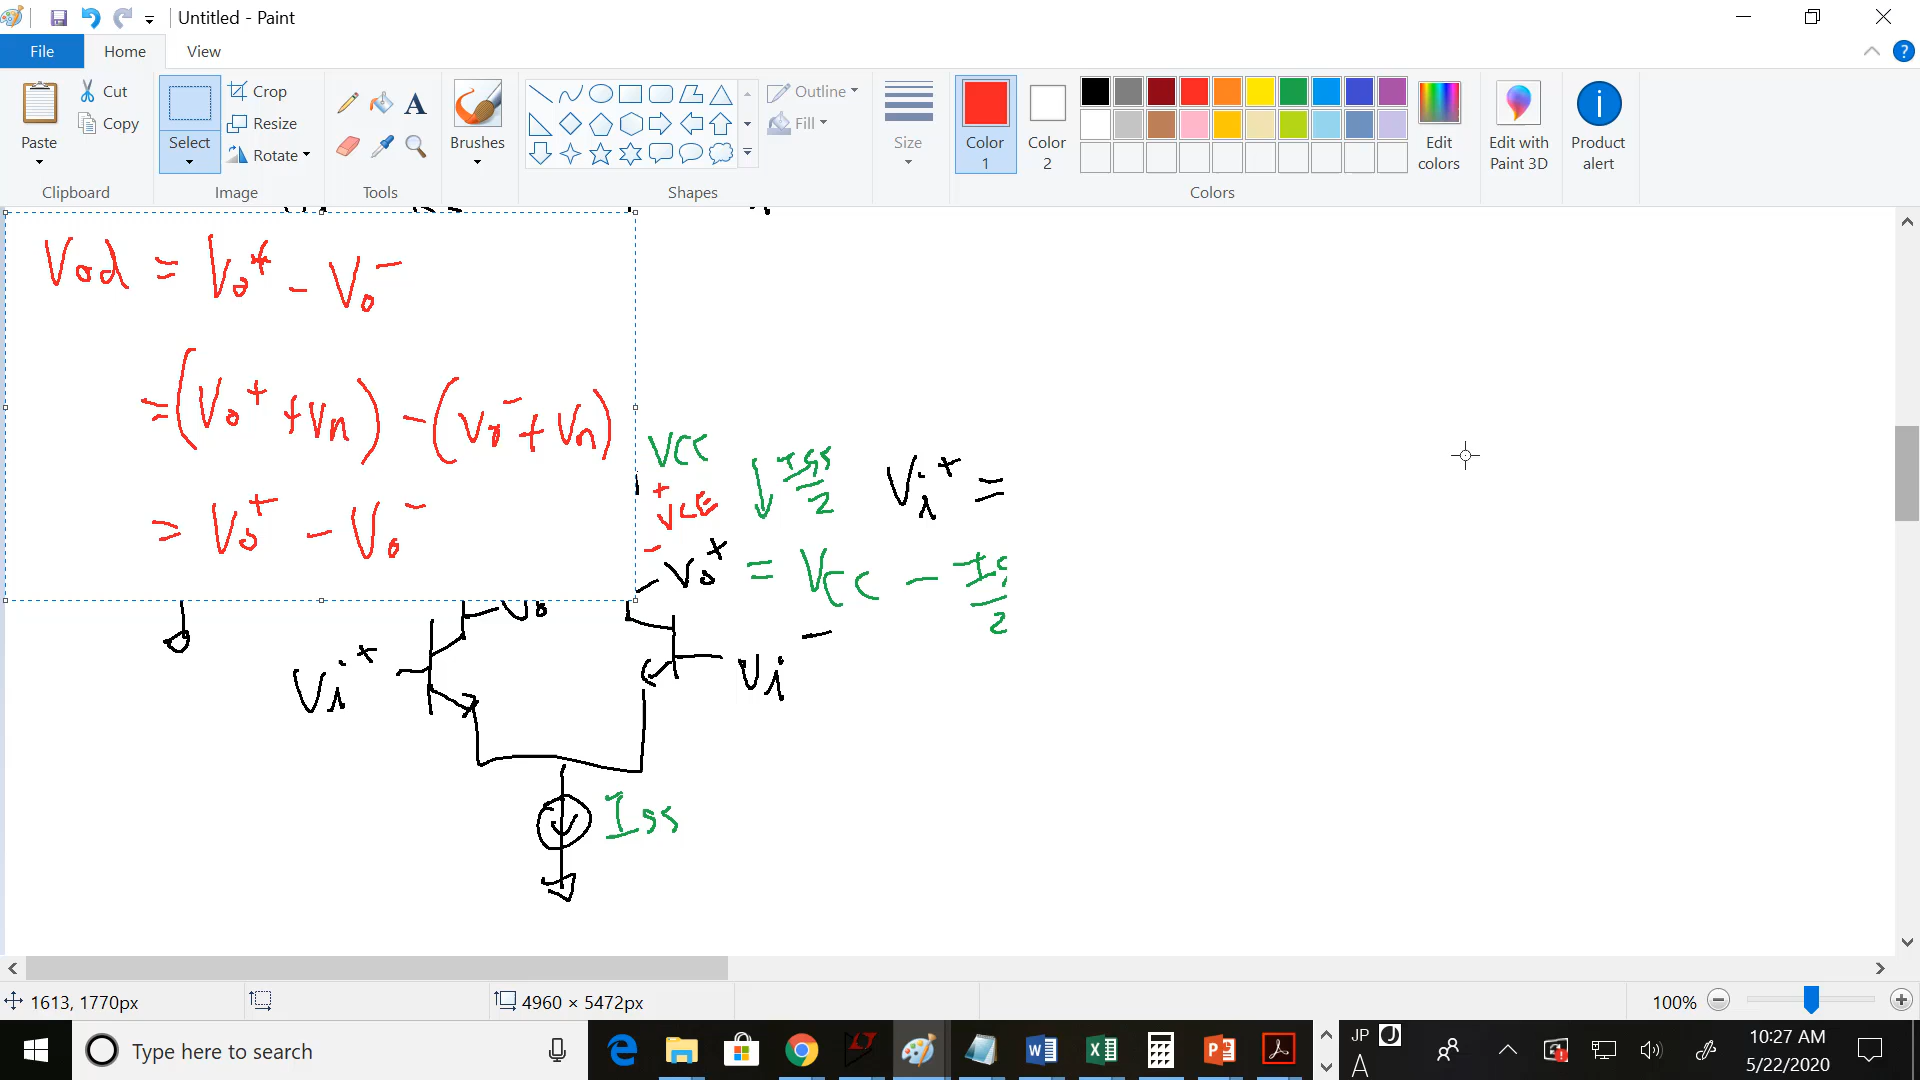 Untitled - Paint
File Home View
Paste
Cut
Copy
Clipboard
Select
Crop
Resize
Rotate
Image
Tools
Brushes
Shapes
Outline
Fill
Size
Color 1
Color 2
Edit colors
Colors
Edit with Paint 3D
Product alert
Vod = Vo+ - Vo-
= (Vo+ + Vn) - (Vo- + Vn)
= Vo+ - Vo-
VCC
+
VCE
-
↓ Iss/2
Vi+ =
Vo+ = VCC - Is/2
Vo
Vi+
Vi-
Iss
1613, 1770px
4960 × 5472px
100%
Type here to search
JP
A
10:27 AM
5/22/2020